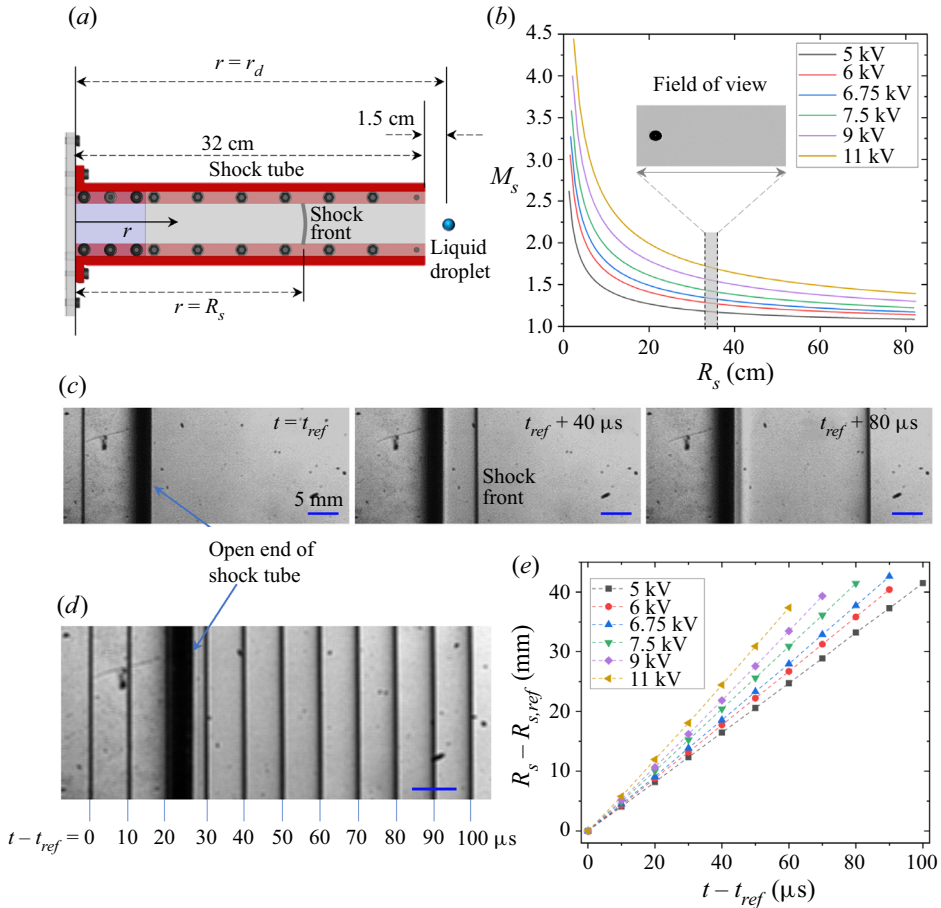 (a)
r = r_d
1.5 cm
32 cm
Shock tube
r
Shock
front
Liquid
droplet
r = R_s
(b)
4.5
4.0
3.5
3.0
2.5
2.0
1.5
1.0
M_s
Field of view
5 kV
6 kV
6.75 kV
7.5 kV
9 kV
11 kV
0
20
40
60
80
R_s (cm)
(c)
t = t_ref
5 mm
t_ref + 40 μs
Shock
front
t_ref + 80 μs
Open end of
shock tube
(d)
t – t_ref = 0 10 20 30 40 50 60 70 80 90 100 μs
(e)
5 kV
6 kV
6.75 kV
7.5 kV
9 kV
11 kV
40
30
20
10
0
R_s – R_s,ref (mm)
0 20 40 60 80 100
t – t_ref (μs)